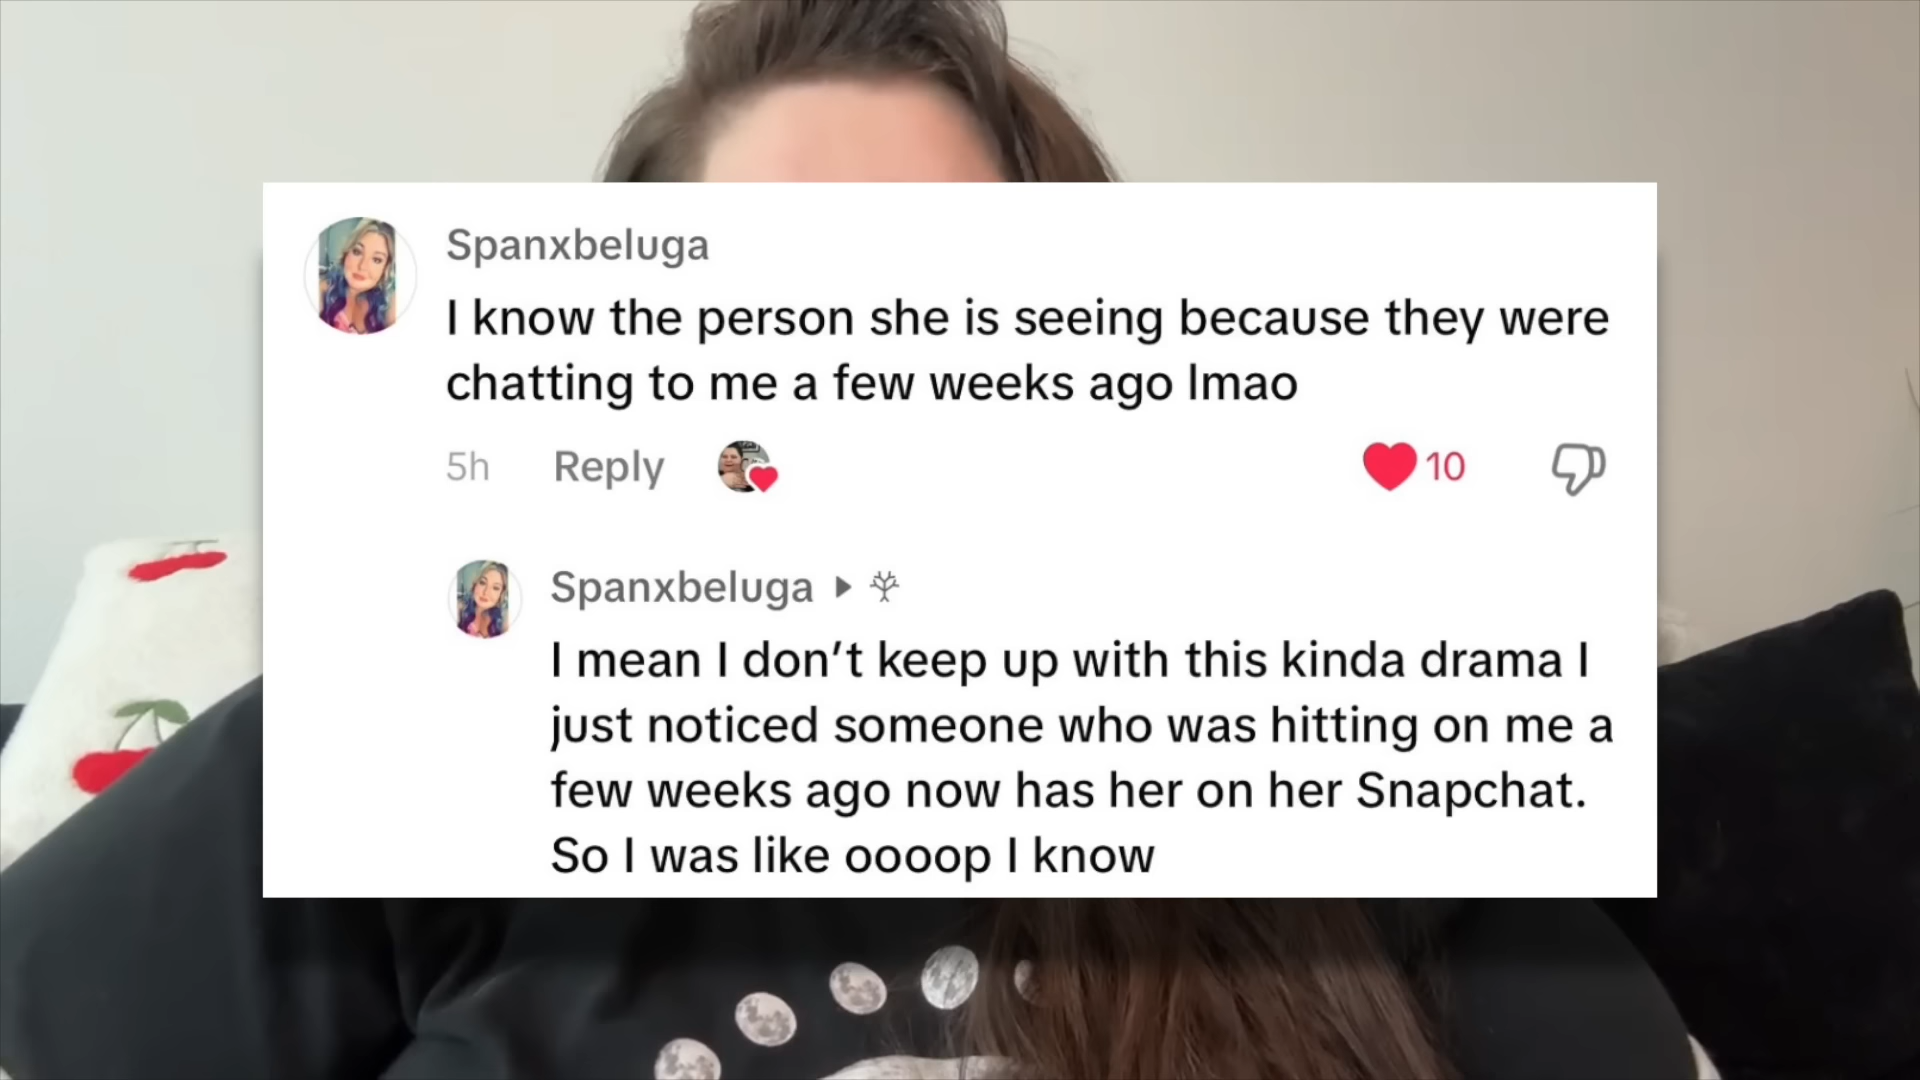 Spanxbeluga
I know the person she is seeing because they were
chatting to me a few weeks ago lmao
5h Reply 10
Spanxbeluga
I mean I don't keep up with this kinda drama I
just noticed someone who was hitting on me a
few weeks ago now has her on her Snapchat.
So I was like oooop I know